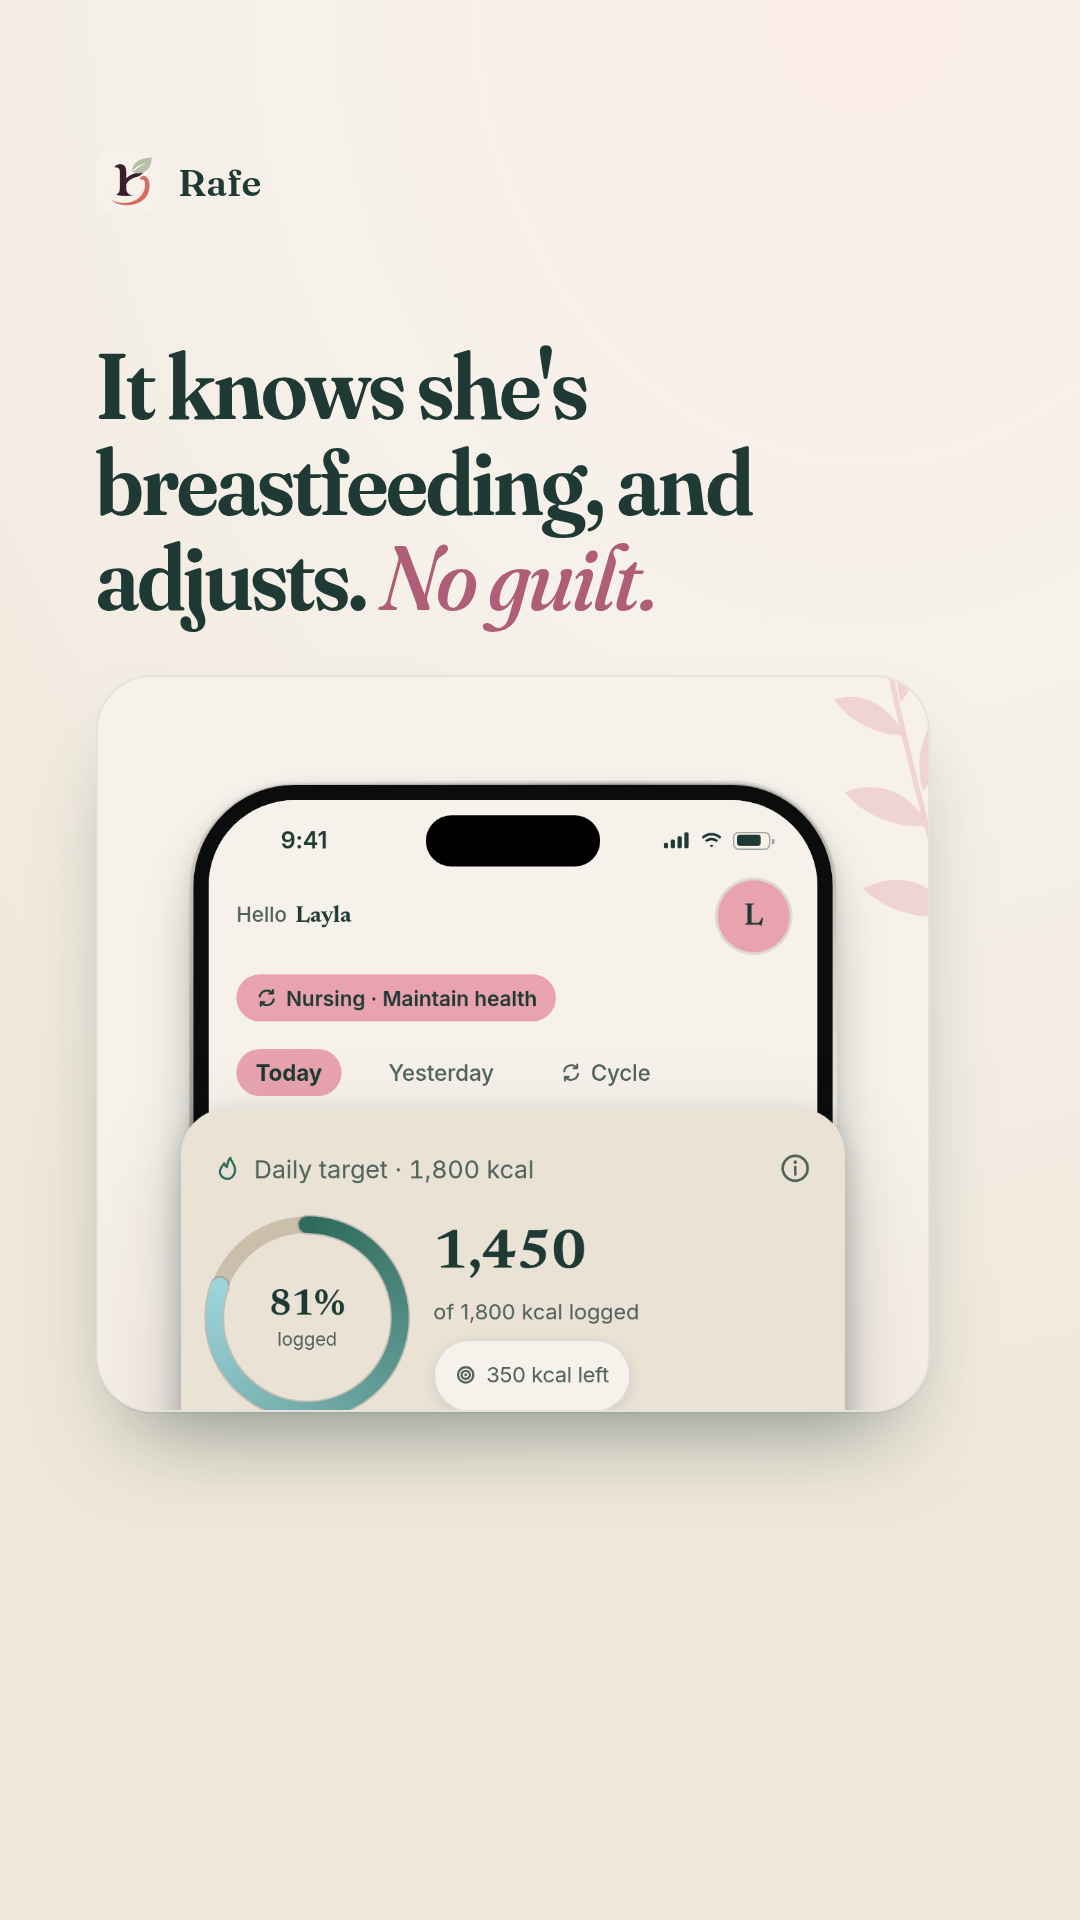 Rafe
It knows she's
breastfeeding, and
adjusts. No guilt.
9:41
Hello Layla
L
Nursing · Maintain health
Today Yesterday Cycle
Daily target · 1,800 kcal
1,450
81%
of 1,800 kcal logged
logged
350 kcal left